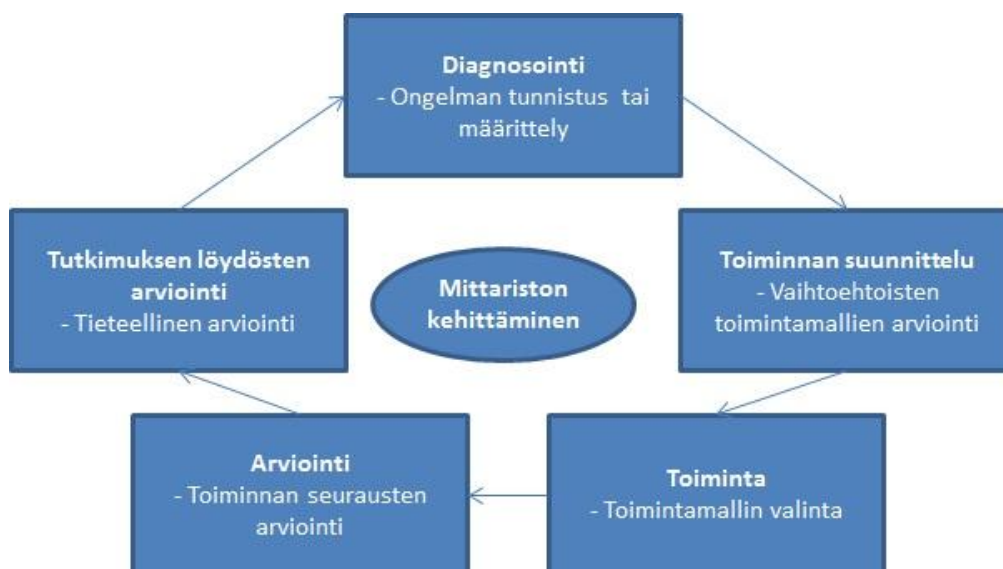 Diagnosointi
- Ongelman tunnistus tai
määrittely
Tutkimuksen löydösten
arviointi
- Tieteellinen arviointi
Mittariston
kehittäminen
Toiminnan suunnittelu
- Vaihtoehtoisten
toimintamallien arviointi
Arviointi
- Toiminnan seurausten
arviointi
Toiminta
- Toimintamallin valinta